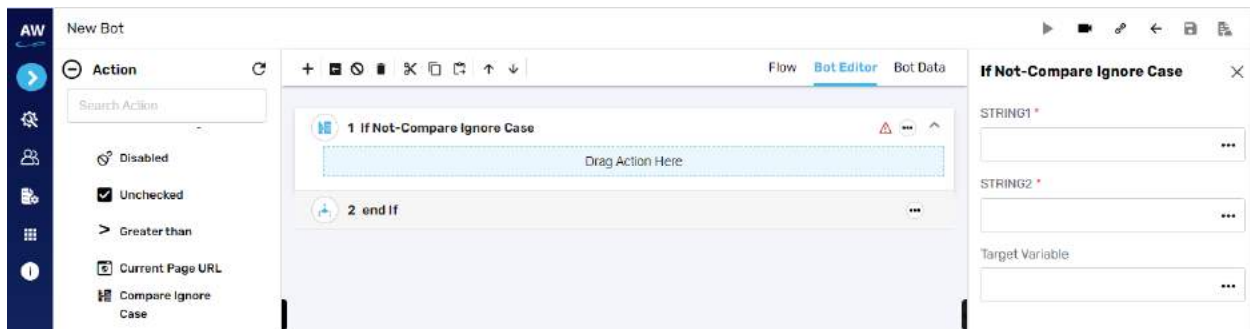 AW
New Bot
Action
Search Action
Disabled
Unchecked
> Greater than
Current Page URL
Compare Ignore
Case
Flow Bot Editor Bot Data
1 If Not-Compare Ignore Case
Drag Action Here
2 end If
If Not-Compare Ignore Case
STRING1 *
STRING2 *
Target Variable